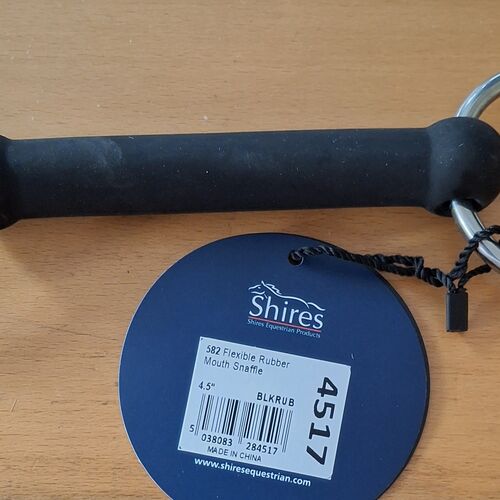 Shires
Shires Equestrian Products
582 Flexible Rubber
Mouth Snaffle
4.5"
BLKRUB
5 038083 284517
MADE IN CHINA
4517
www.shiresequestrian.com